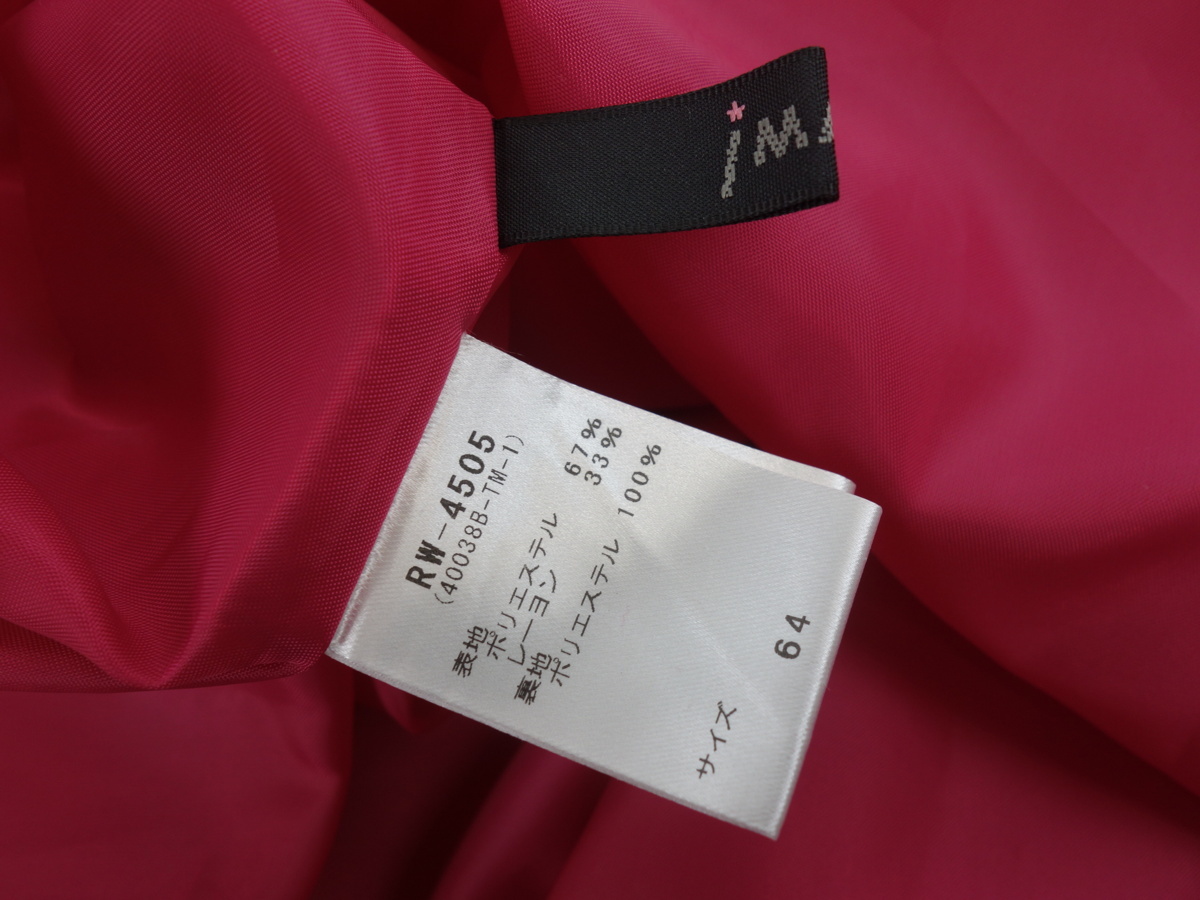 RW-4505
(40038B-TM-1)
表地
ポリエステル 67%
レーヨン 33%
裏地
ポリエステル 100%
サイズ 64